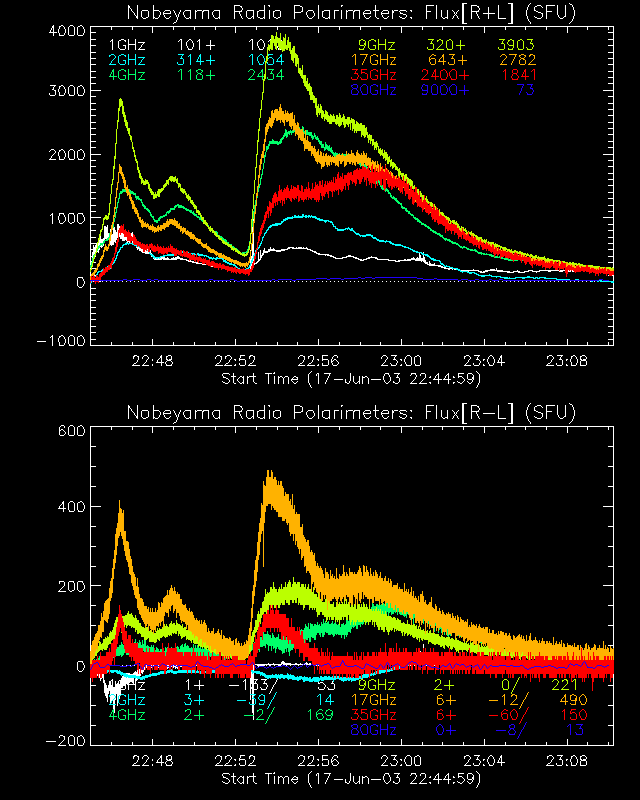 Nobeyama Radio Polarimeters: Flux[R+L] (SFU)
4000
1GHz 101+ 9GHz 320+ 3903
2GHz 314+ 1064 17GHz 643+ 2782
4GHz 118+ 2434 35GHz 2400+ 1841
80GHz 9000+ 73
3000
2000
1000
0
-1000
22:48 22:52 22:56 23:00 23:04 23:08
Start Time (17-Jun-03 22:44:59)
Nobeyama Radio Polarimeters: Flux[R-L] (SFU)
600
400
200
0
1+ 53 9GHz 2+ 0/ 221
3+ -59/ 14 17GHz 6+ -12/ 490
4GHz 2+ -2/ 169 35GHz 6+ -60/ 150
80GHz 0+ -8/ 13
-200
22:48 22:52 22:56 23:00 23:04 23:08
Start Time (17-Jun-03 22:44:59)